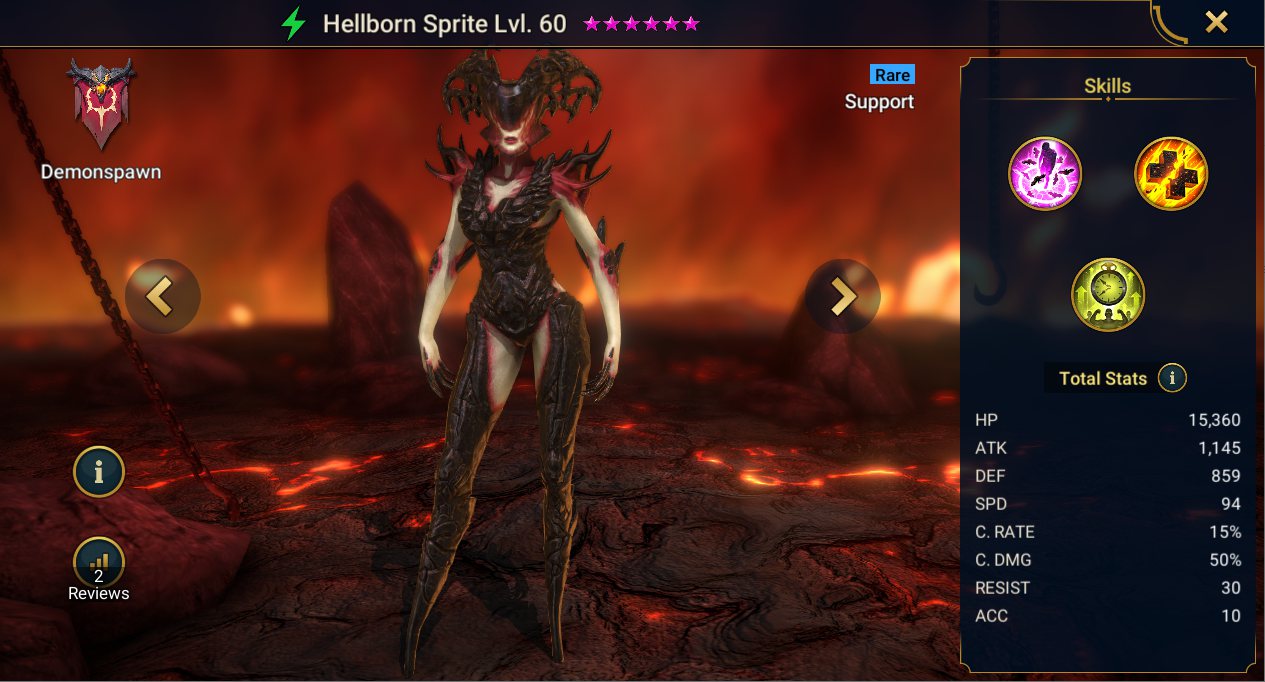 Hellborn Sprite Lvl. 60
Rare
Support
Demonspawn
2
Reviews
Skills
Total Stats
HP 15,360
ATK 1,145
DEF 859
SPD 94
C. RATE 15%
C. DMG 50%
RESIST 30
ACC 10